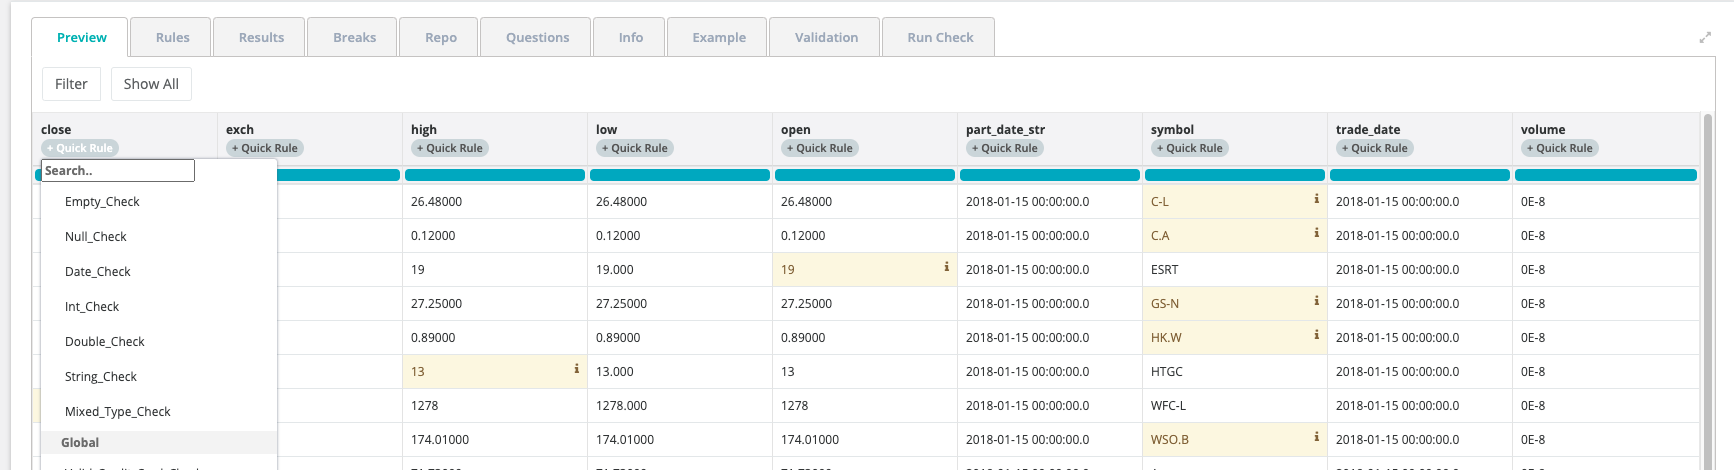 Preview Rules Results Breaks Repo Questions Info Example Validation Run Check
Filter Show All
close exch high low open part_date_str symbol trade_date volume
+ Quick Rule + Quick Rule + Quick Rule + Quick Rule + Quick Rule + Quick Rule + Quick Rule + Quick Rule + Quick Rule
Search..
Empty_Check 26.48000 26.48000 26.48000 2018-01-15 00:00:00.0 C-L i 2018-01-15 00:00:00.0 0E-8
Null_Check 0.12000 0.12000 0.12000 2018-01-15 00:00:00.0 C.A i 2018-01-15 00:00:00.0 0E-8
Date_Check 19 19.000 19 i 2018-01-15 00:00:00.0 ESRT 2018-01-15 00:00:00.0 0E-8
Int_Check 27.25000 27.25000 27.25000 2018-01-15 00:00:00.0 GS-N i 2018-01-15 00:00:00.0 0E-8
Double_Check 0.89000 0.89000 0.89000 2018-01-15 00:00:00.0 HK.W i 2018-01-15 00:00:00.0 0E-8
String_Check 13 i 13.000 13 2018-01-15 00:00:00.0 HTGC 2018-01-15 00:00:00.0 0E-8
Mixed_Type_Check 1278 1278.000 1278 2018-01-15 00:00:00.0 WFC-L 2018-01-15 00:00:00.0 0E-8
Global 174.01000 174.01000 174.01000 2018-01-15 00:00:00.0 WSO.B i 2018-01-15 00:00:00.0 0E-8